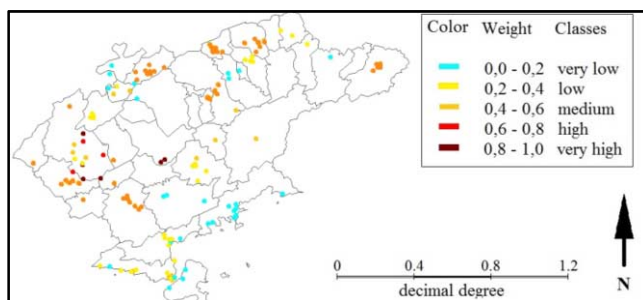 Color Weight Classes
0,0 - 0,2 very low
0,2 - 0,4 low
0,4 - 0,6 medium
0,6 - 0,8 high
0,8 - 1,0 very high
0 0.4 0.8 1.2
decimal degree
N